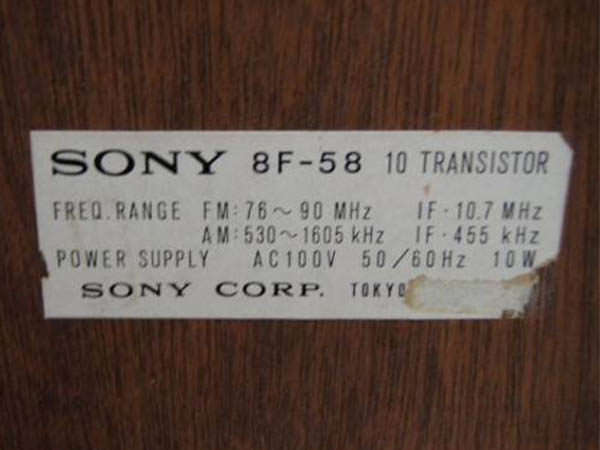 SONY 8F-58 10 TRANSISTOR
FREQ. RANGE FM: 76～90 MHz IF · 10.7 MHz
AM: 530～1605 kHz IF · 455 kHz
POWER SUPPLY AC100V 50/60Hz 10W
SONY CORP. TOKYO